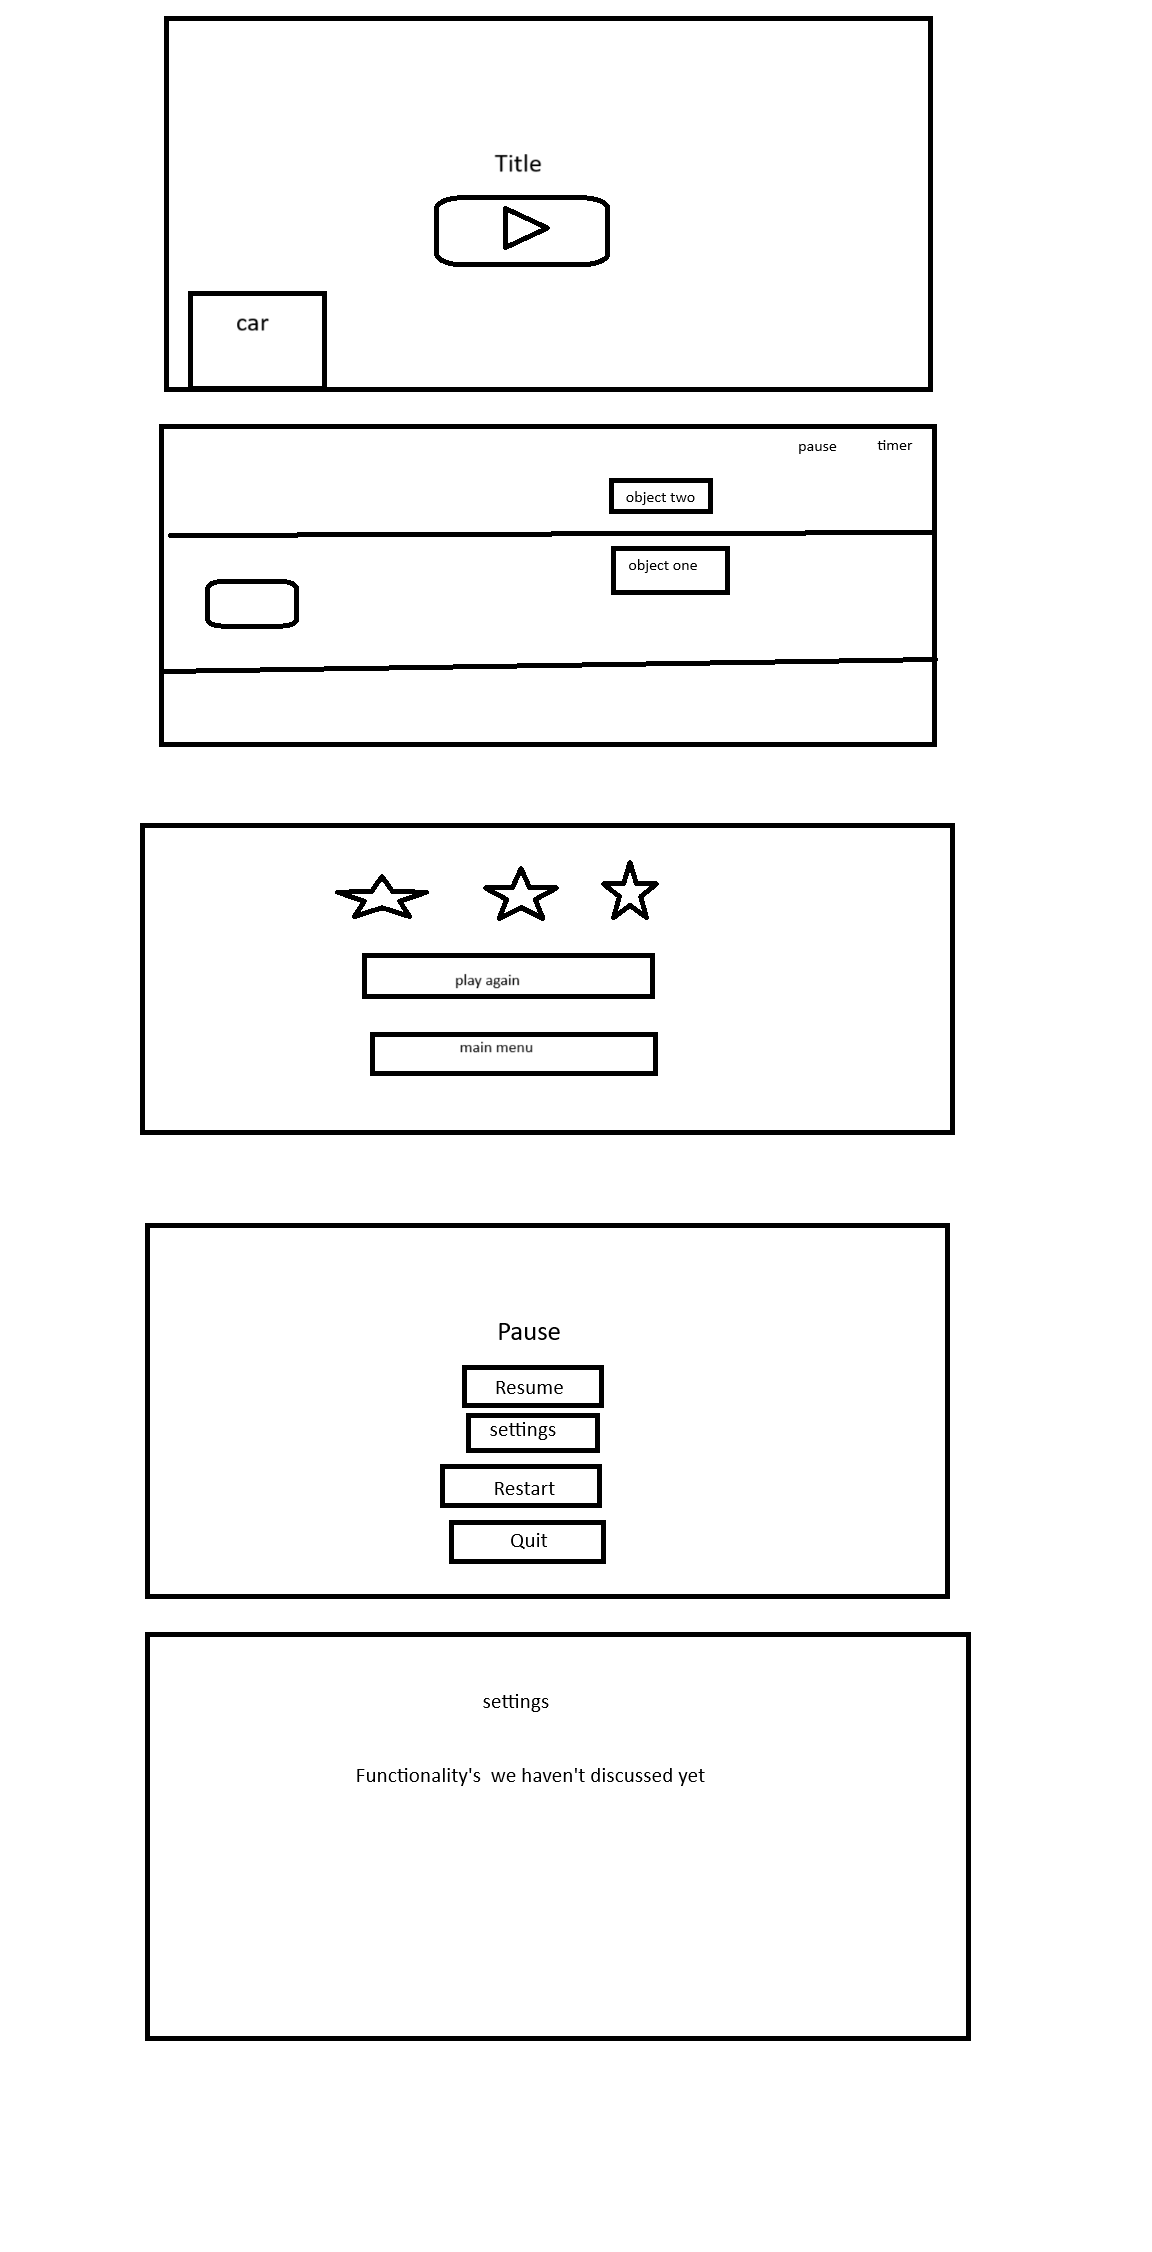 Title
car
pause timer
object two
object one
play again
main menu
Pause
Resume
settings
Restart
Quit
settings
Functionality's  we haven't discussed yet